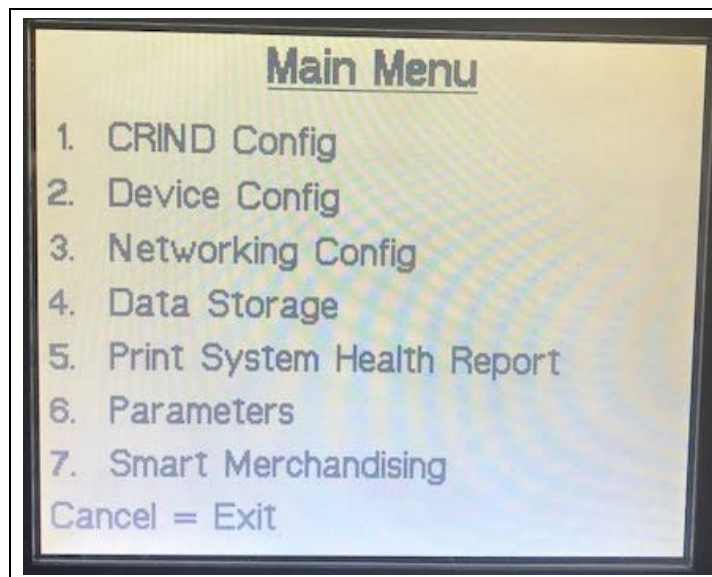 Main Menu
1. CRIND Config
2. Device Config
3. Networking Config
4. Data Storage
5. Print System Health Report
6. Parameters
7. Smart Merchandising
Cancel = Exit